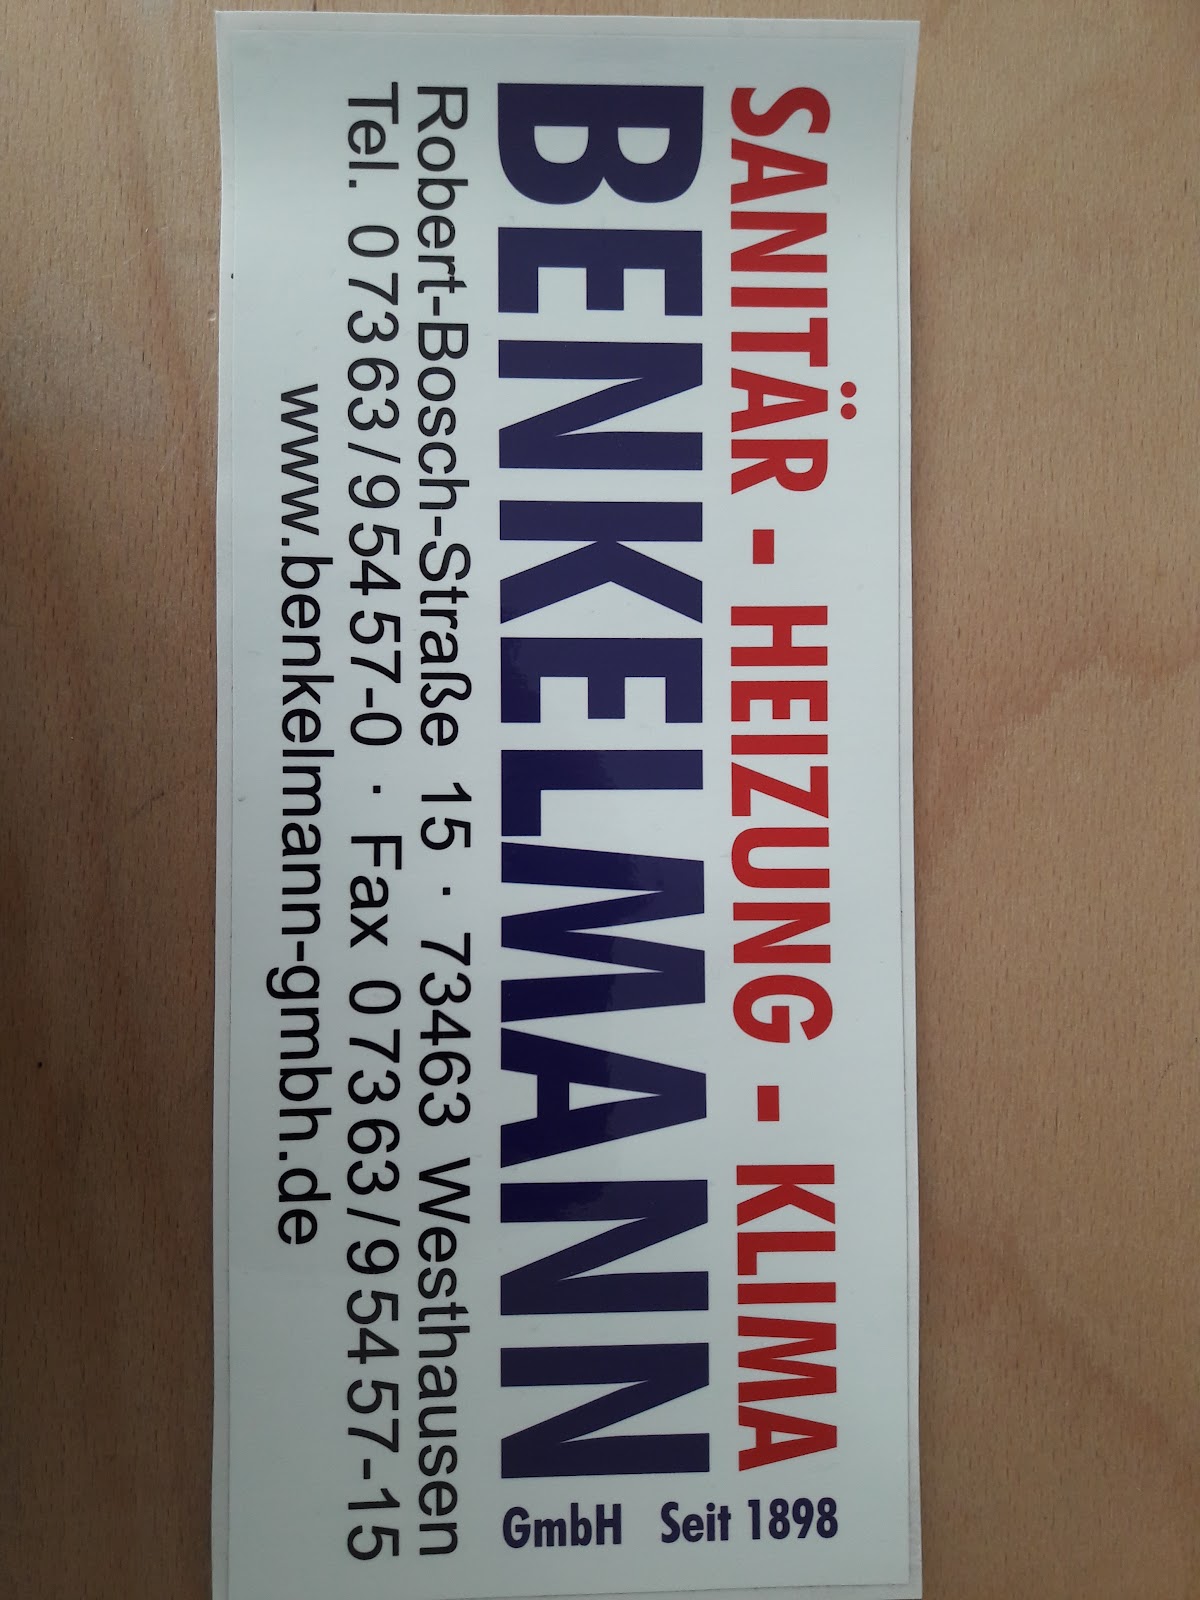 SANITÄR - HEIZUNG - KLIMA
Seit 1898
BENKELMANN
GmbH
Robert-Bosch-Straße 15 · 73463 Westhausen
Tel. 07363/95457-0 · Fax 07363/95457-15
www.benkelmann-gmbh.de